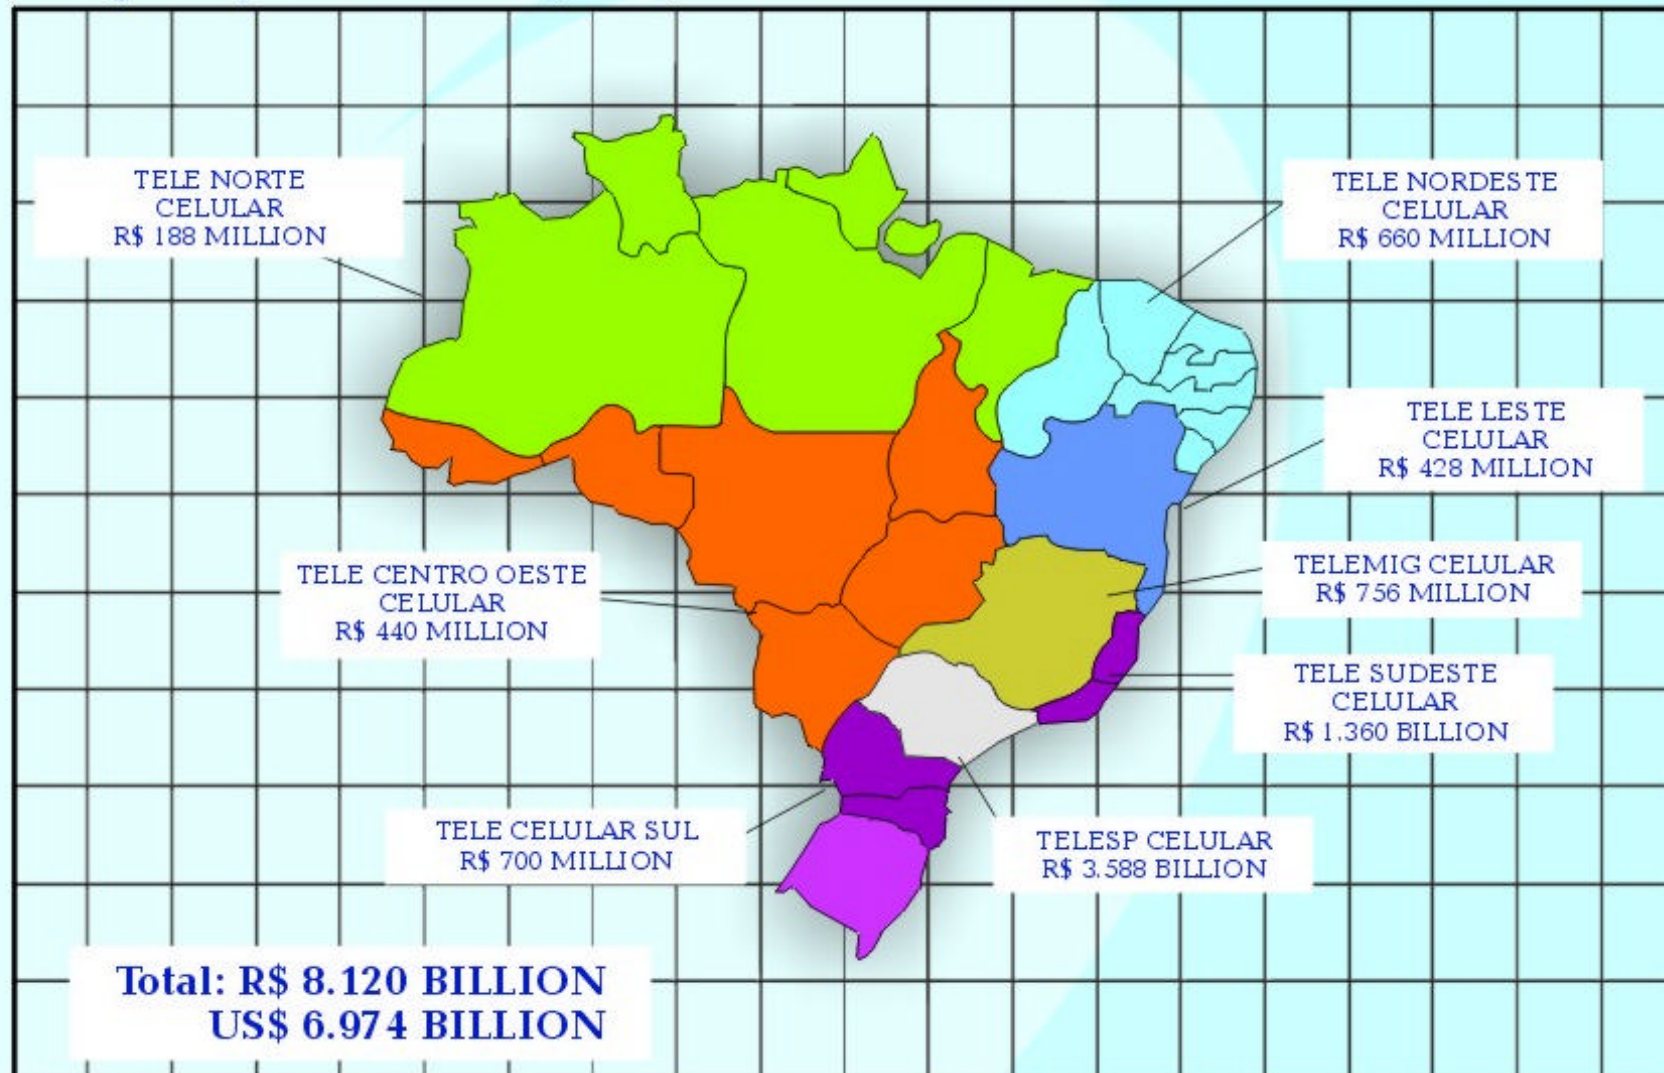 TELE NORTE
CELULAR
R$ 188 MILLION
TELE NORDESTE
CELULAR
R$ 660 MILLION
TELE LESTE
CELULAR
R$ 428 MILLION
TELE CENTRO OESTE
CELULAR
R$ 440 MILLION
TELEMIG CELULAR
R$ 756 MILLION
TELE SUDESTE
CELULAR
R$ 1.360 BILLION
TELE CELULAR SUL
R$ 700 MILLION
TELESP CELULAR
R$ 3.588 BILLION
Total: R$ 8.120 BILLION
US$ 6.974 BILLION